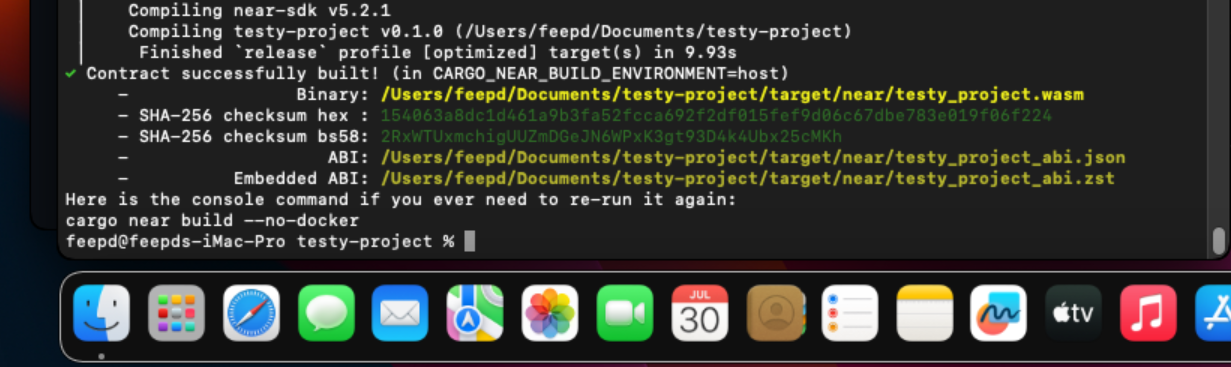 Compiling near-sdk v5.2.1
Compiling testy-project v0.1.0 (/Users/feepd/Documents/testy-project)
Finished `release` profile [optimized] target(s) in 9.93s
✓ Contract successfully built! (in CARGO_NEAR_BUILD_ENVIRONMENT=host)
– Binary: /Users/feepd/Documents/testy-project/target/near/testy_project.wasm
– SHA-256 checksum hex : 154063a8dc1d461a9b3fa52fcca692f2df015fef9d06c67dbe783e019f06f224
– SHA-256 checksum bs58: 2RxWTUxmchigUUZmDGeJN6WPxK3gt93D4k4Ubx25cMKh
– ABI: /Users/feepd/Documents/testy-project/target/near/testy_project_abi.json
– Embedded ABI: /Users/feepd/Documents/testy-project/target/near/testy_project_abi.zst
Here is the console command if you ever need to re-run it again:
cargo near build --no-docker
feepd@feepds-iMac-Pro testy-project %
JUL
30
tv